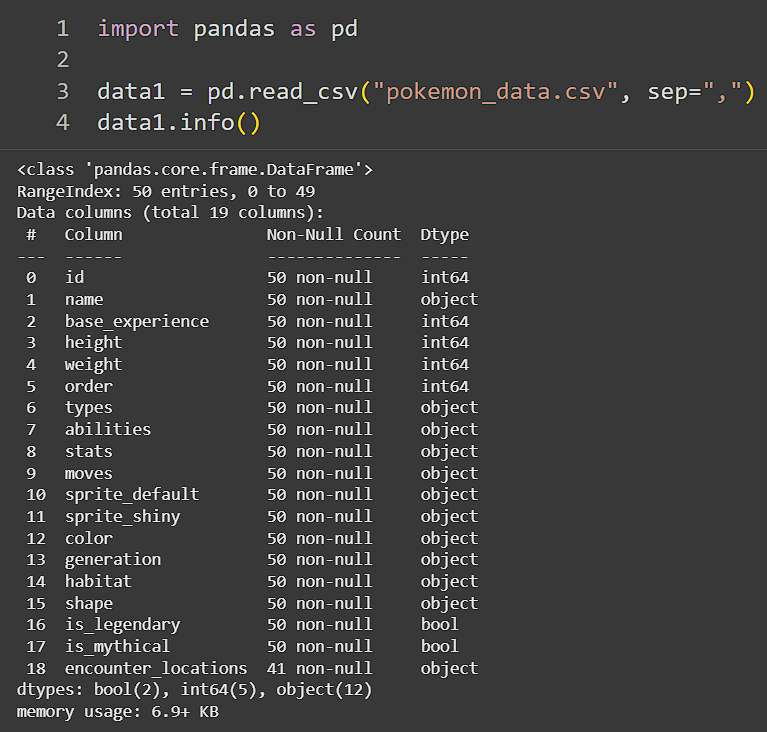 1 import pandas as pd
2
3 data1 = pd.read_csv("pokemon_data.csv", sep=",")
4 data1.info()
<class 'pandas.core.frame.DataFrame'>
RangeIndex: 50 entries, 0 to 49
Data columns (total 19 columns):
 #   Column               Non-Null Count  Dtype
---  ------               --------------  -----
 0   id                   50 non-null     int64
 1   name                 50 non-null     object
 2   base_experience      50 non-null     int64
 3   height               50 non-null     int64
 4   weight               50 non-null     int64
 5   order                50 non-null     int64
 6   types                50 non-null     object
 7   abilities            50 non-null     object
 8   stats                50 non-null     object
 9   moves                50 non-null     object
 10  sprite_default       50 non-null     object
 11  sprite_shiny         50 non-null     object
 12  color                50 non-null     object
 13  generation           50 non-null     object
 14  habitat              50 non-null     object
 15  shape                50 non-null     object
 16  is_legendary         50 non-null     bool
 17  is_mythical          50 non-null     bool
 18  encounter_locations  41 non-null     object
dtypes: bool(2), int64(5), object(12)
memory usage: 6.9+ KB